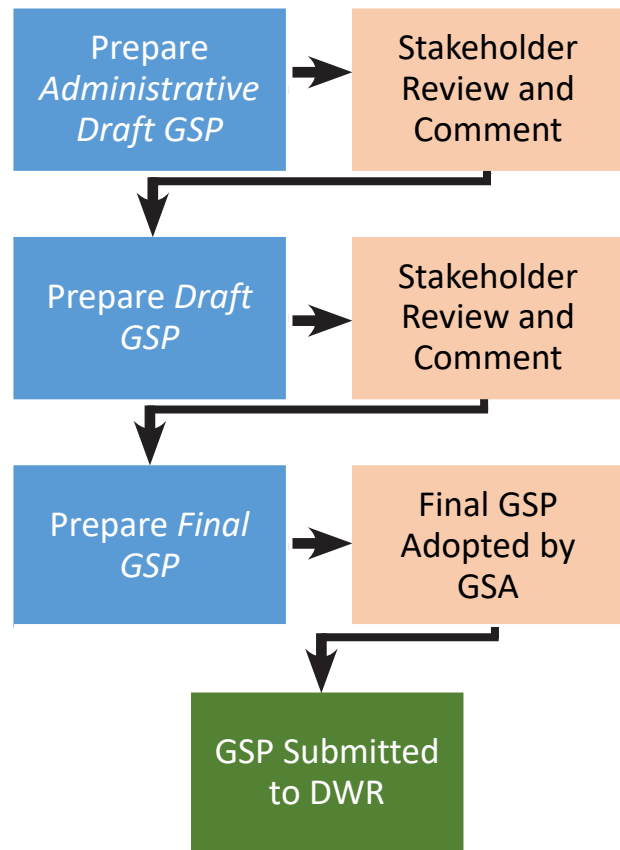 Prepare
Administrative
Draft GSP
Stakeholder
Review and
Comment
Prepare Draft
GSP
Stakeholder
Review and
Comment
Prepare Final
GSP
Final GSP
Adopted by
GSA
GSP Submitted
to DWR